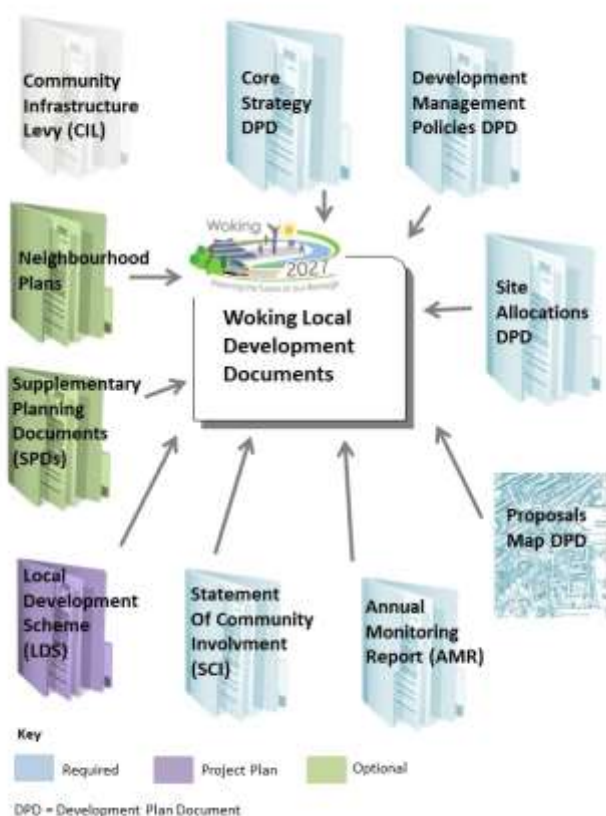 Community
Infrastructure
Levy (CIL)
Core
Strategy
DPD
Development
Management
Policies DPD
Neighbourhood
Plans
Woking
2027
Woking Local
Development
Documents
Site
Allocations
DPD
Supplementary
Planning
Documents
(SPDs)
Proposals
Map DPD
Local
Development
Scheme
(LDS)
Statement
Of Community
Involvment
(SCI)
Annual
Monitoring
Report (AMR)
Key
Required
Project Plan
Optional
DPD = Development Plan Document